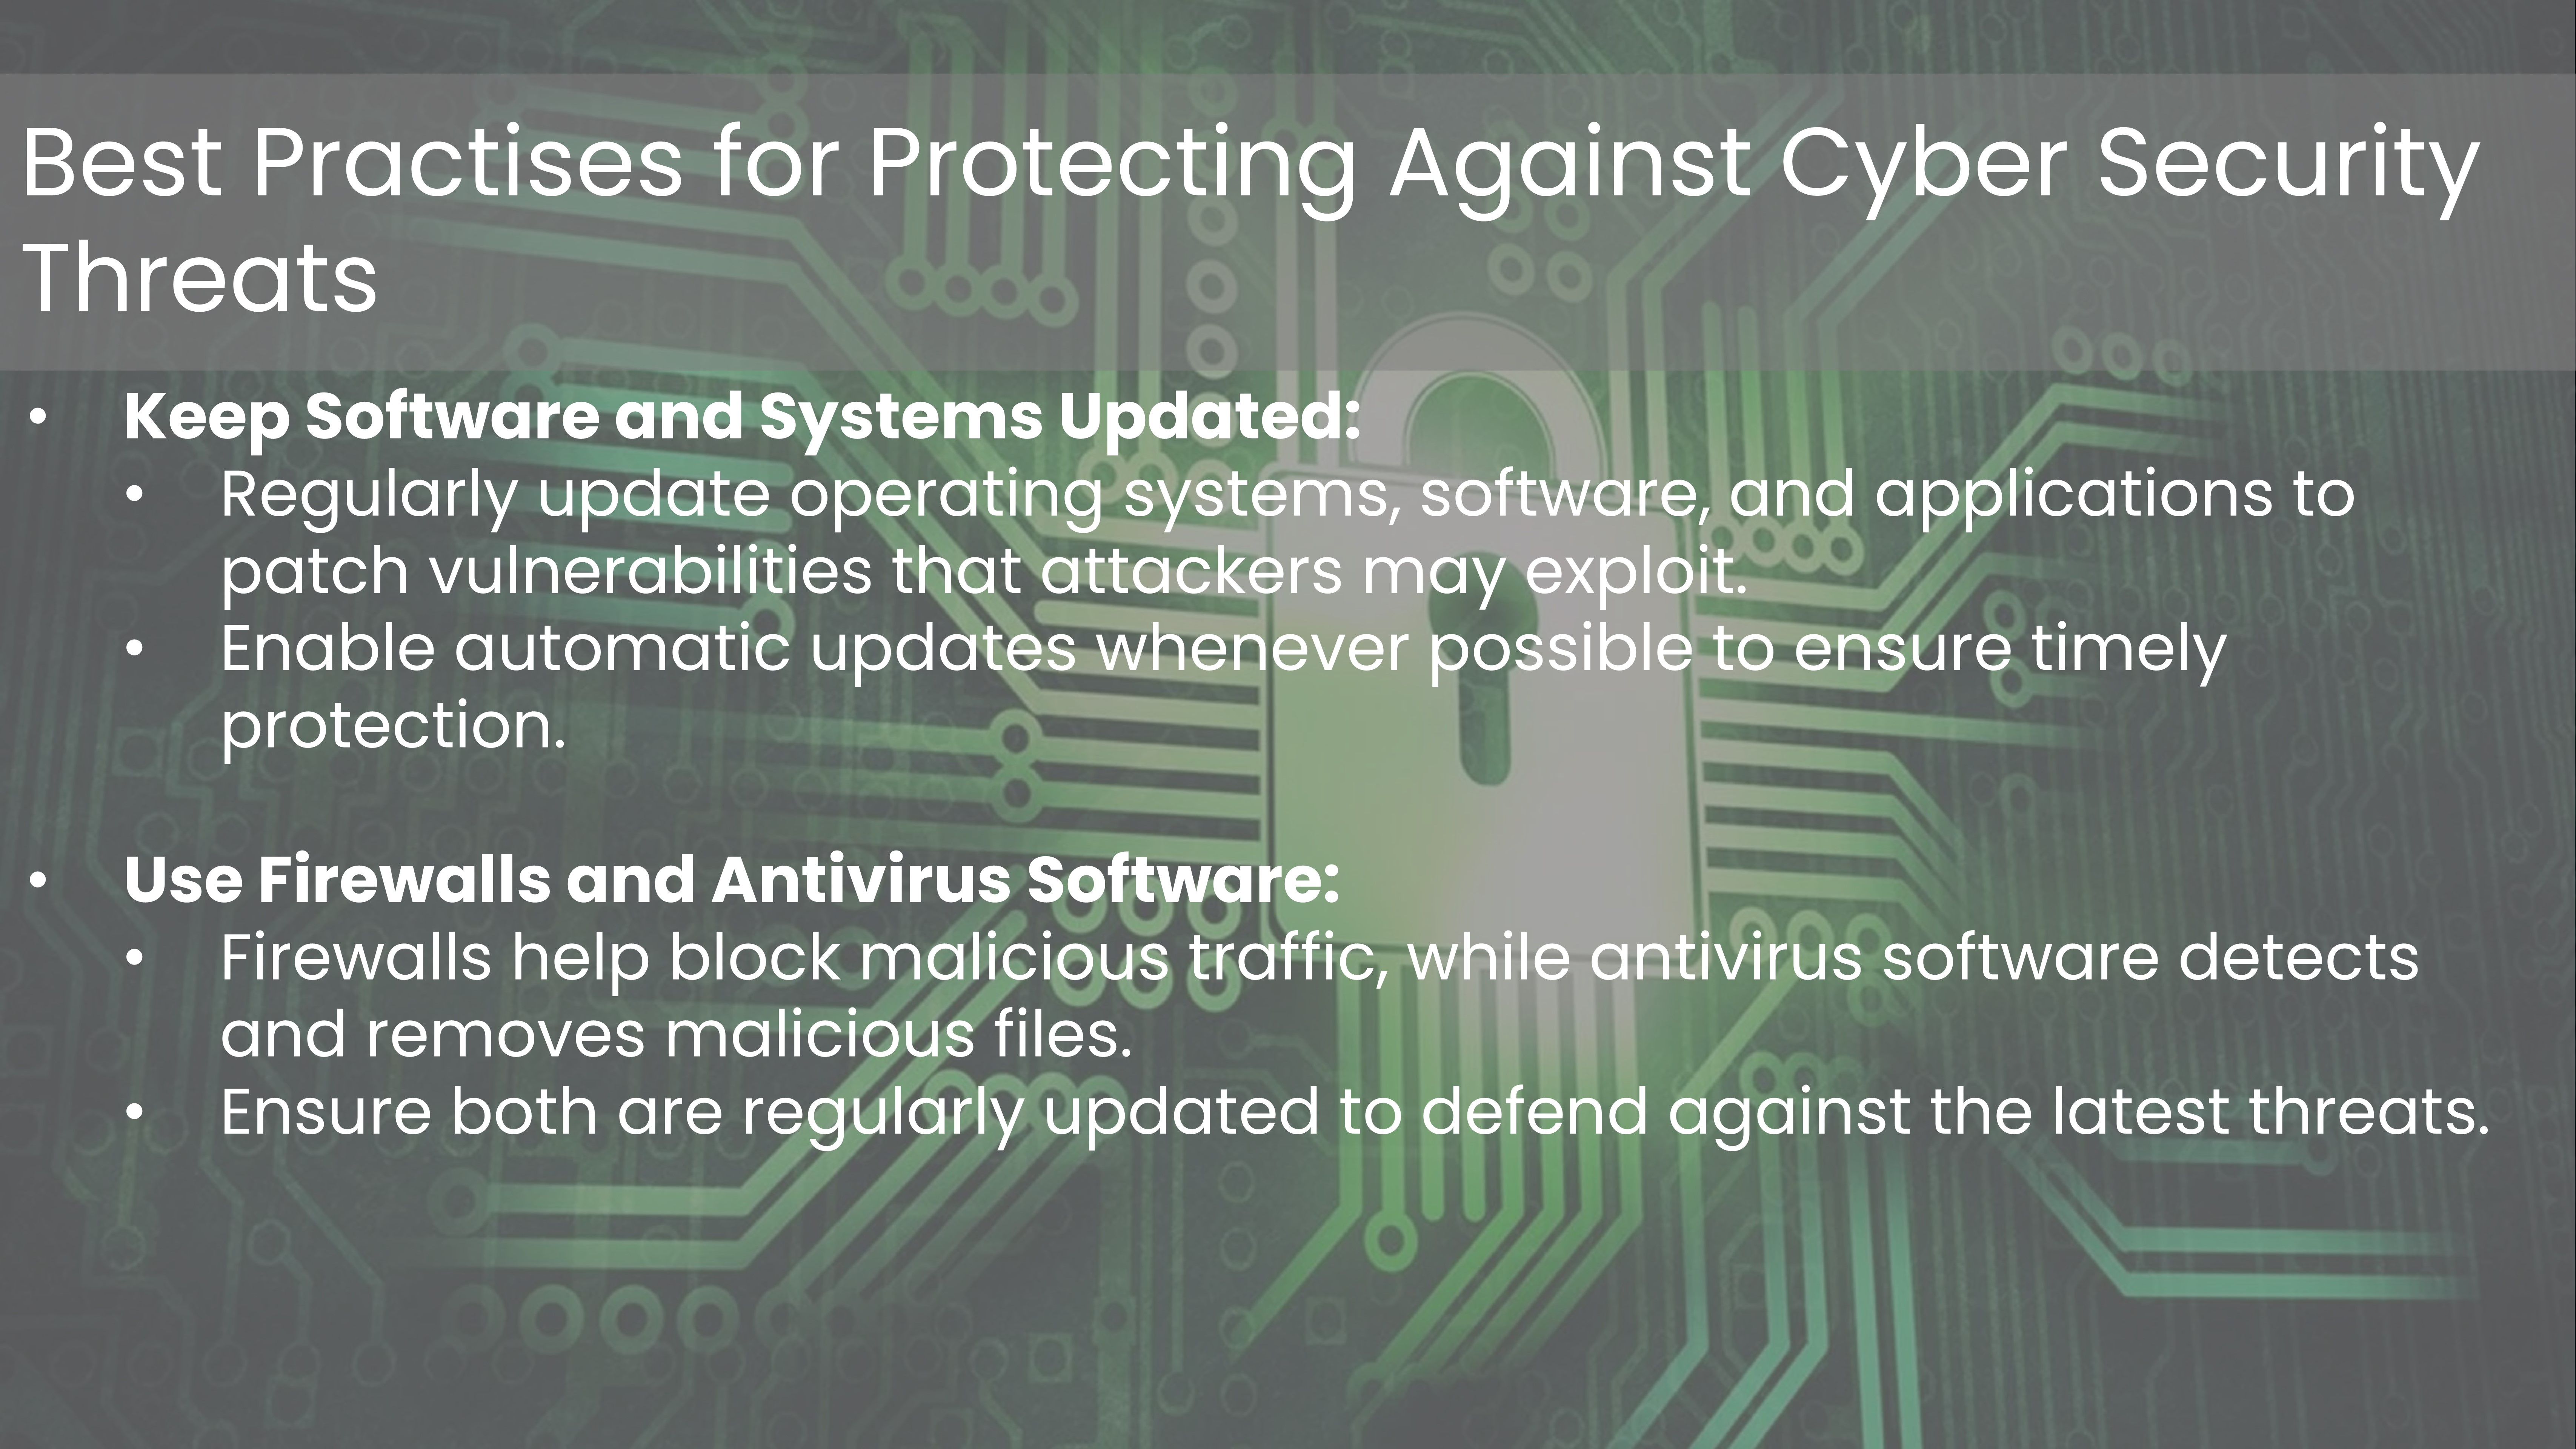 Best Practises for Protecting Against Cyber Security
Threats
• Keep Software and Systems Updated:
• Regularly update operating systems, software, and applications to
patch vulnerabilities that attackers may exploit.
• Enable automatic updates whenever possible to ensure timely
protection.
• Use Firewalls and Antivirus Software:
• Firewalls help block malicious traffic, while antivirus software detects
and removes malicious files.
• Ensure both are regularly updated to defend against the latest threats.